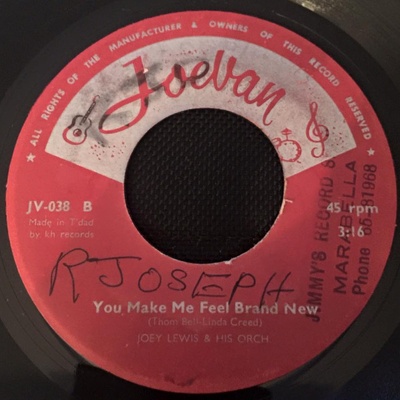 ★ ALL RIGHTS OF THE MANUFACTURER & OWNERS OF THIS RECORD RESERVED ★
Joevan
JV-038 B
Made in T'dad
by kh records
45 rpm
3:16
R JOSEPH
You Make Me Feel Brand New
(Thom Bell-Linda Creed)
JOEY LEWIS & HIS ORCH
JIMMY'S RECORD
MARABELLA
Phone